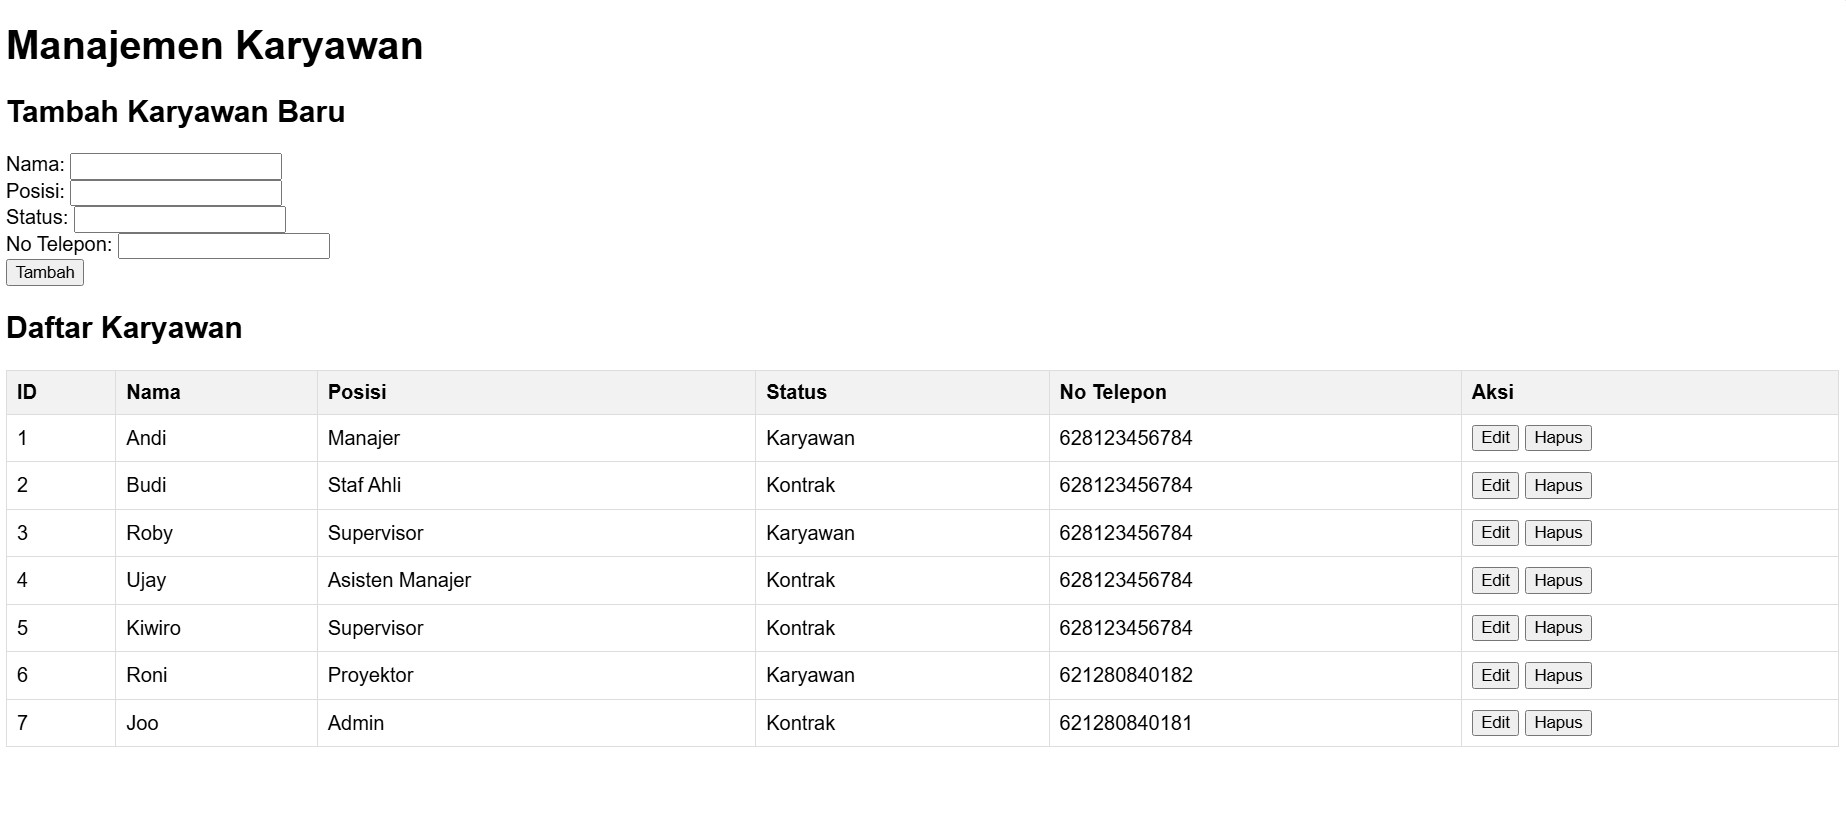 Manajemen Karyawan
Tambah Karyawan Baru
Nama:
Posisi:
Status:
No Telepon:
Tambah
Daftar Karyawan
ID Nama Posisi Status No Telepon Aksi
1 Andi Manajer Karyawan 628123456784 Edit Hapus
2 Budi Staf Ahli Kontrak 628123456784 Edit Hapus
3 Roby Supervisor Karyawan 628123456784 Edit Hapus
4 Ujay Asisten Manajer Kontrak 628123456784 Edit Hapus
5 Kiwiro Supervisor Kontrak 628123456784 Edit Hapus
6 Roni Proyektor Karyawan 621280840182 Edit Hapus
7 Joo Admin Kontrak 621280840181 Edit Hapus